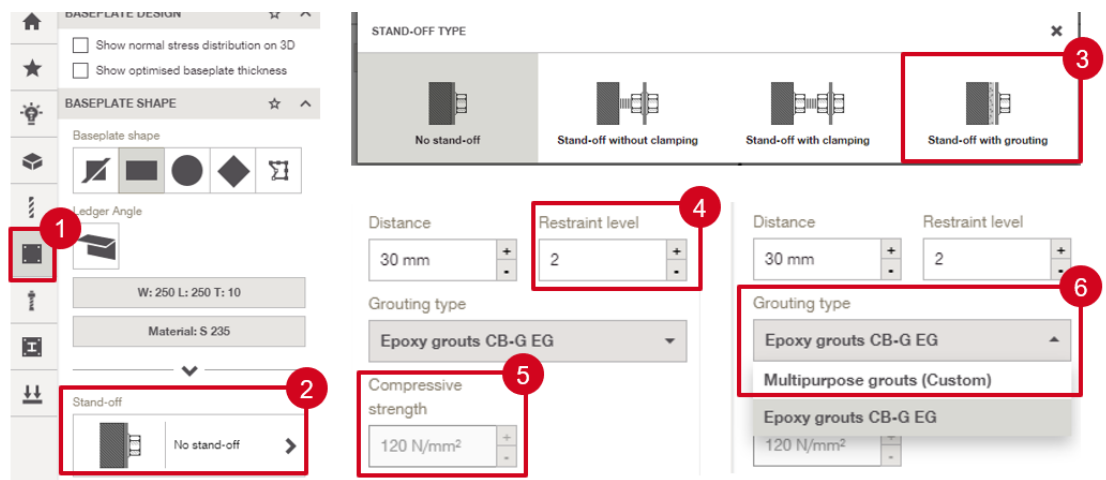 BASEPLATE DESIGN
Show normal stress distribution on 3D
Show optimised baseplate thickness
BASEPLATE SHAPE
Baseplate shape
Ledger Angle
1
W: 250 L: 250 T: 10
Material: S 235
2
Stand-off
No stand-off
STAND-OFF TYPE
3
No stand-off
Stand-off without clamping
Stand-off with clamping
Stand-off with grouting
4
Distance
Restraint level
30 mm
+
-
2
+
-
Grouting type
Epoxy grouts CB-G EG
5
Compressive
strength
120 N/mm²
+
-
Distance
Restraint level
30 mm
+
-
2
+
-
6
Grouting type
Epoxy grouts CB-G EG
Multipurpose grouts (Custom)
Epoxy grouts CB-G EG
120 N/mm²
-